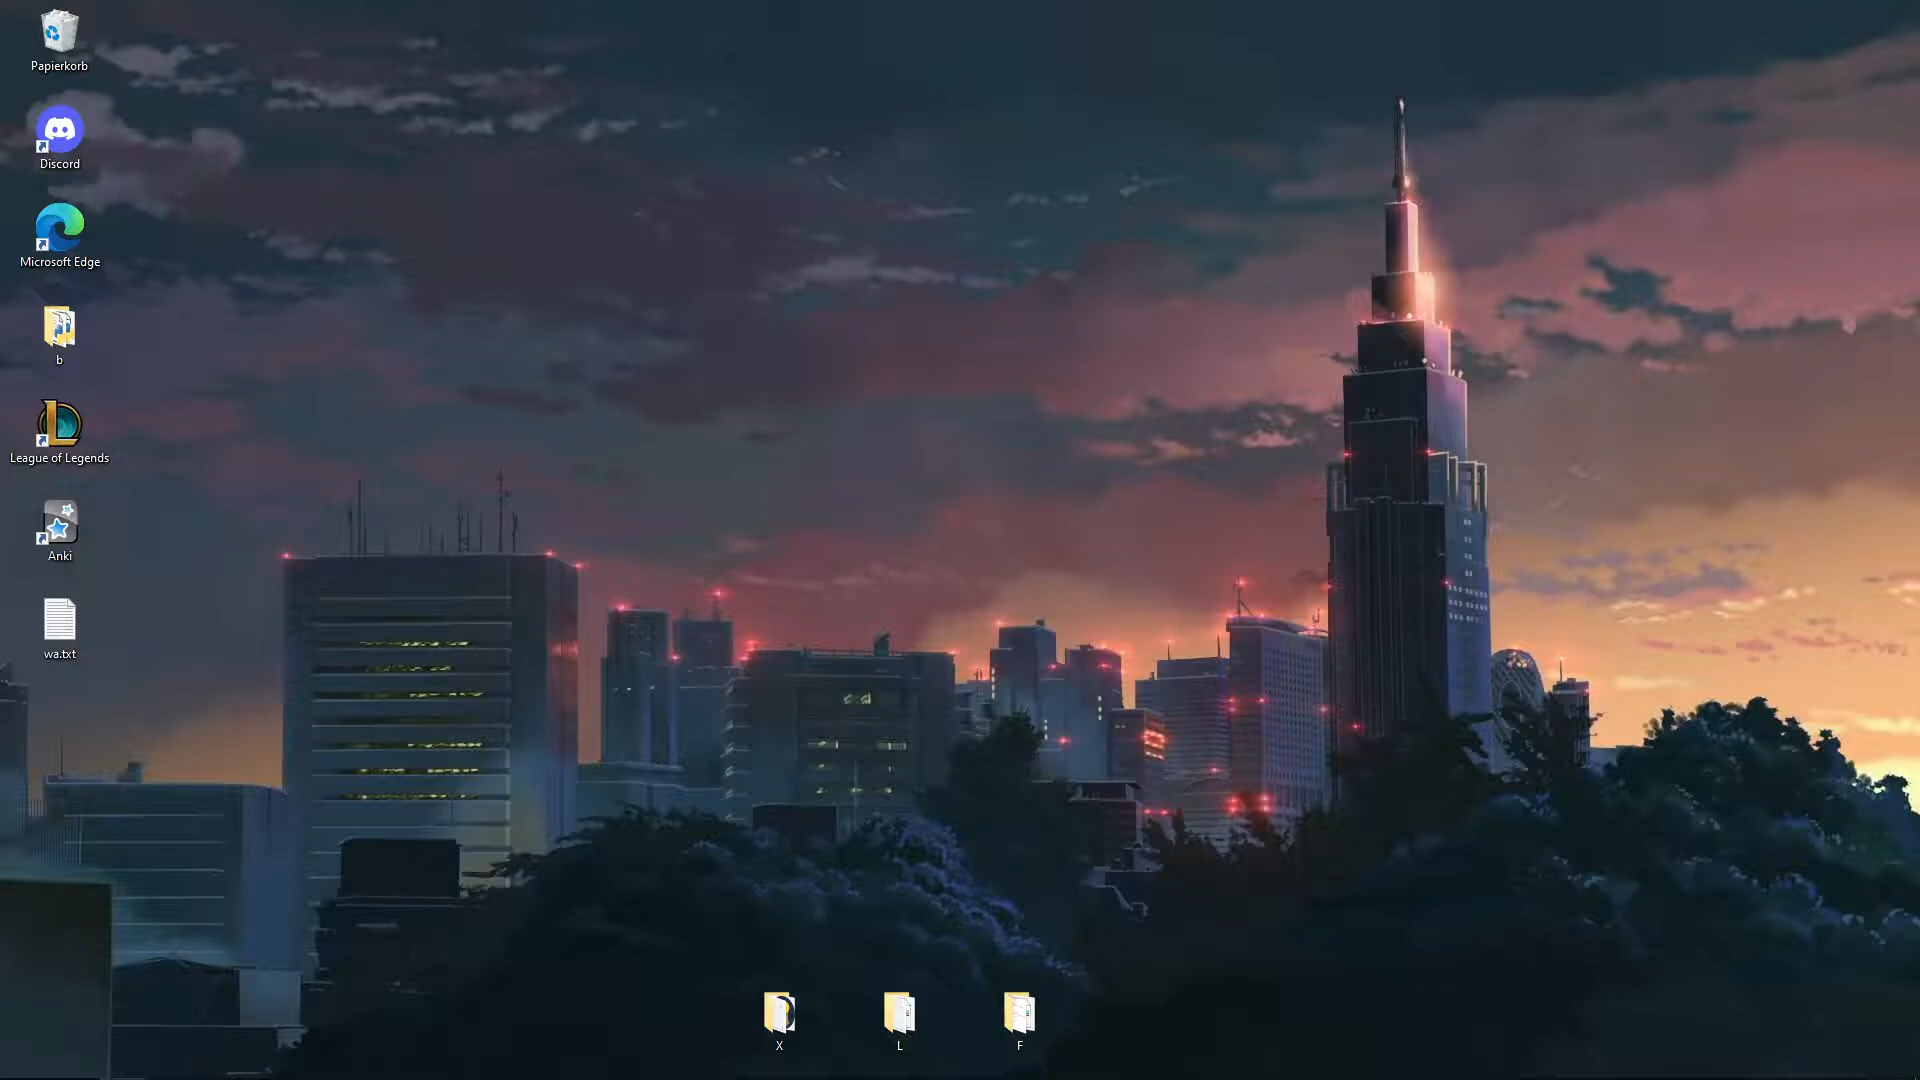 Papierkorb
Discord
Microsoft Edge
b
League of Legends
Anki
wa.txt
X
L
F